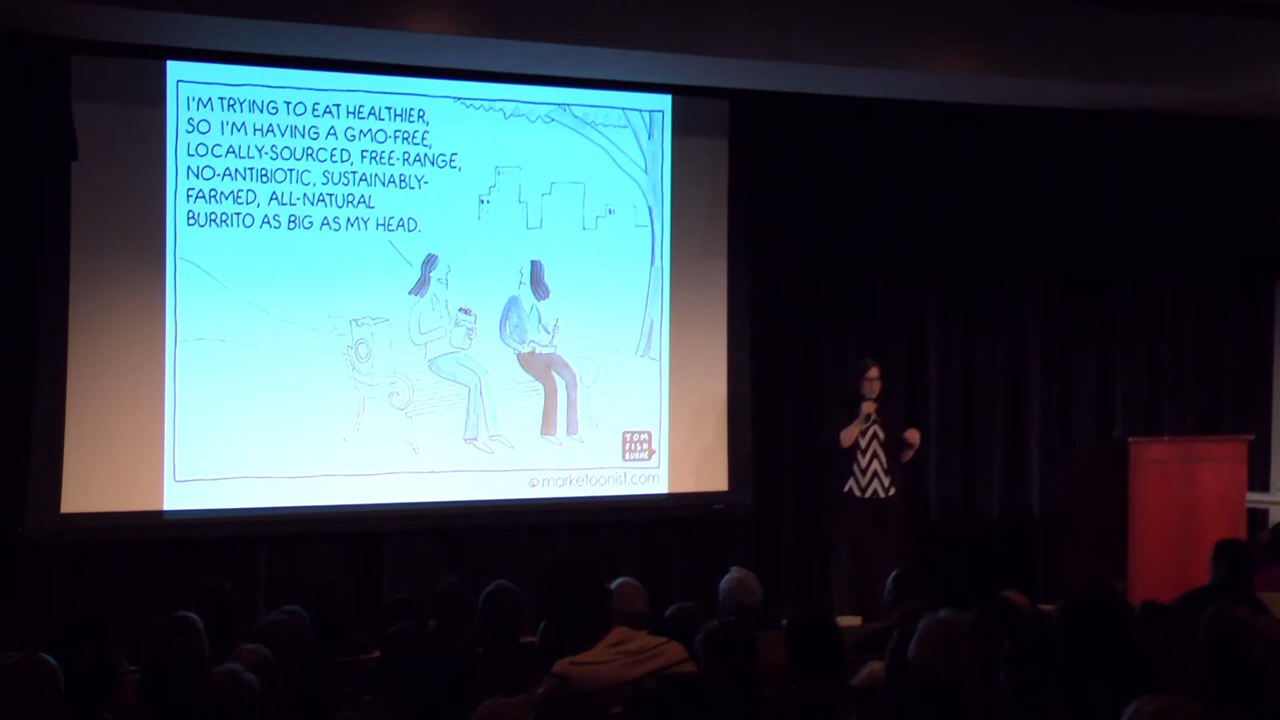 I'M TRYING TO EAT HEALTHIER,
SO I'M HAVING A GMO-FREE,
LOCALLY-SOURCED, FREE-RANGE,
NO-ANTIBIOTIC, SUSTAINABLY-
FARMED, ALL-NATURAL
BURRITO AS BIG AS MY HEAD.
TOM
FISH
BURNE
©marketoonist.com